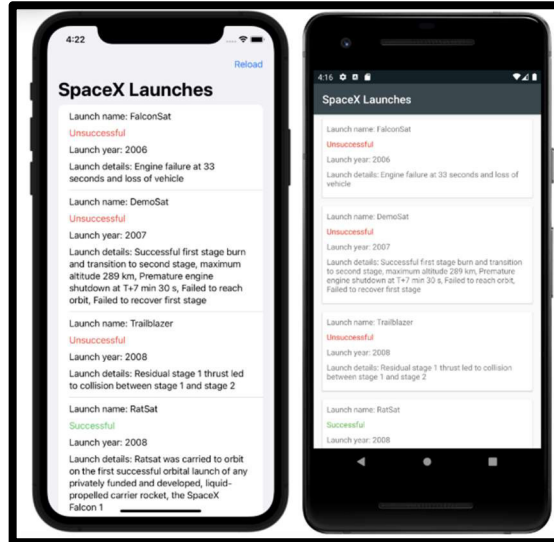 4:22
Reload
SpaceX Launches
Launch name: FalconSat
Unsuccessful
Launch year: 2006
Launch details: Engine failure at 33
seconds and loss of vehicle
Launch name: DemoSat
Unsuccessful
Launch year: 2007
Launch details: Successful first stage burn
and transition to second stage, maximum
altitude 289 km, Premature engine
shutdown at T+7 min 30 s, Failed to reach
orbit, Failed to recover first stage
Launch name: Trailblazer
Unsuccessful
Launch year: 2008
Launch details: Residual stage 1 thrust led
to collision between stage 1 and stage 2
Launch name: RatSat
Successful
Launch year: 2008
Launch details: Ratsat was carried to orbit
on the first successful orbital launch of any
privately funded and developed, liquid-
propelled carrier rocket, the SpaceX
Falcon 1
4:16
SpaceX Launches
Launch name: FalconSat
Unsuccessful
Launch year: 2006
Launch details: Engine failure at 33 seconds and loss of
vehicle
Launch name: DemoSat
Unsuccessful
Launch year: 2007
Launch details: Successful first stage burn and transition
to second stage, maximum altitude 289 km, Premature
engine shutdown at T+7 min 30 s, Failed to reach
orbit, Failed to recover first stage
Launch name: Trailblazer
Unsuccessful
Launch year: 2008
Launch details: Residual stage 1 thrust led to collision
between stage 1 and stage 2
Launch name: RatSat
Successful
Launch year: 2008